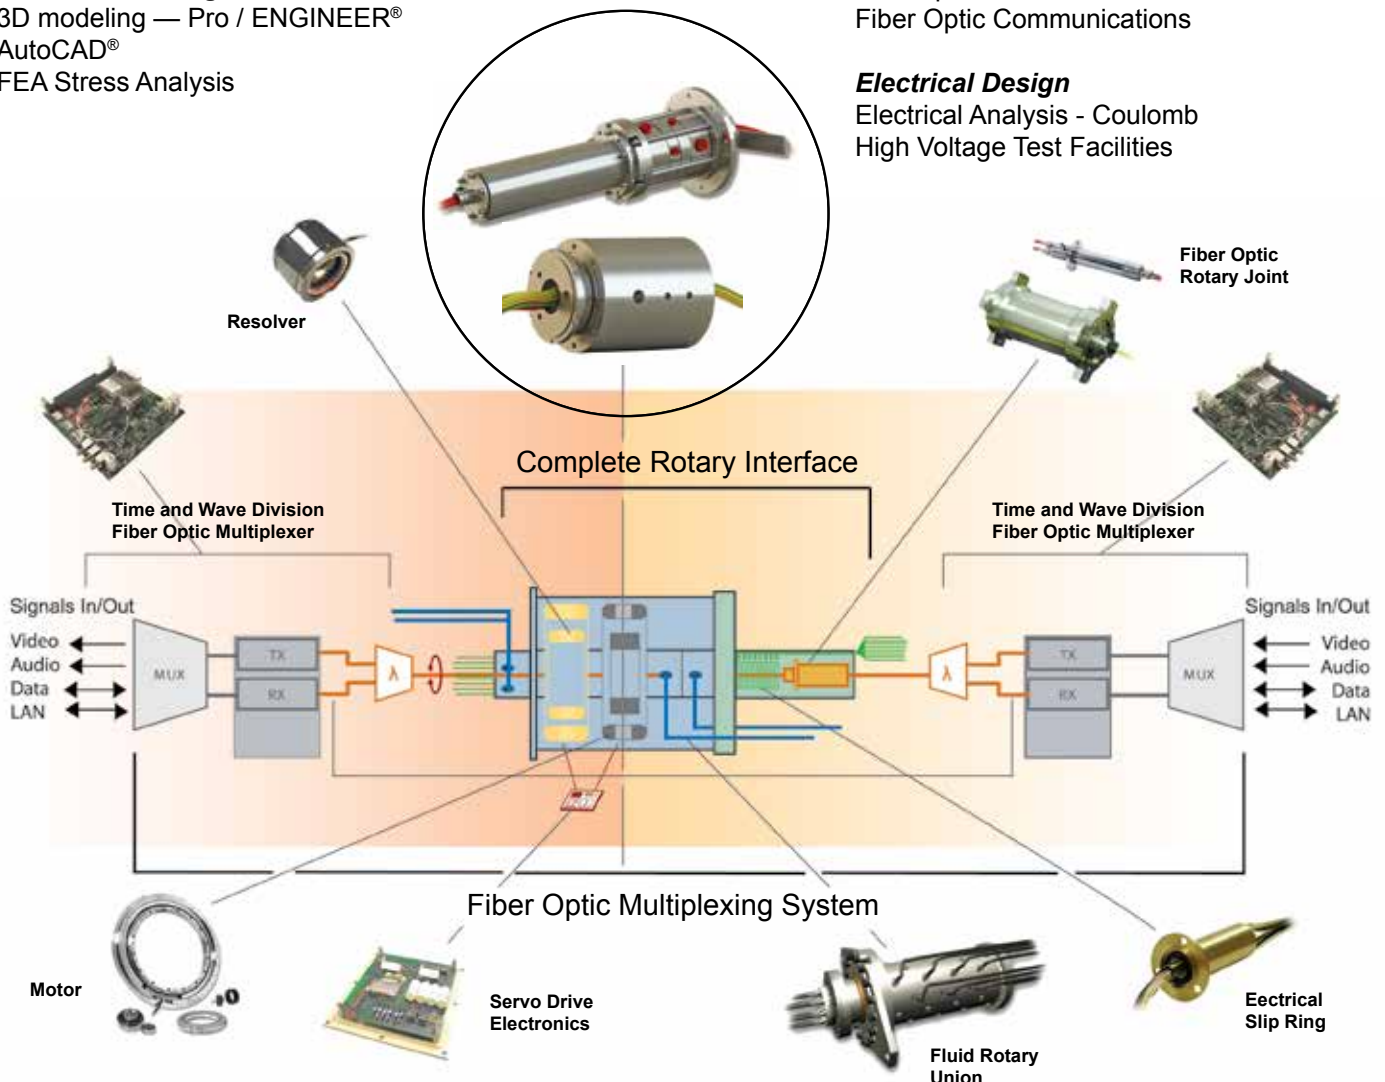 3D modeling — Pro / ENGINEER®
AutoCAD®
FEA Stress Analysis
Fiber Optic Communications
Electrical Design
Electrical Analysis - Coulomb
High Voltage Test Facilities
Resolver
Fiber Optic
Rotary Joint
Complete Rotary Interface
Time and Wave Division
Fiber Optic Multiplexer
Time and Wave Division
Fiber Optic Multiplexer
Signals In/Out
Video
Audio
Data
LAN
MUX
TX
RX
λ
λ
TX
RX
MUX
Signals In/Out
Video
Audio
Data
LAN
Fiber Optic Multiplexing System
Motor
Servo Drive
Electronics
Fluid Rotary
Union
Eectrical
Slip Ring